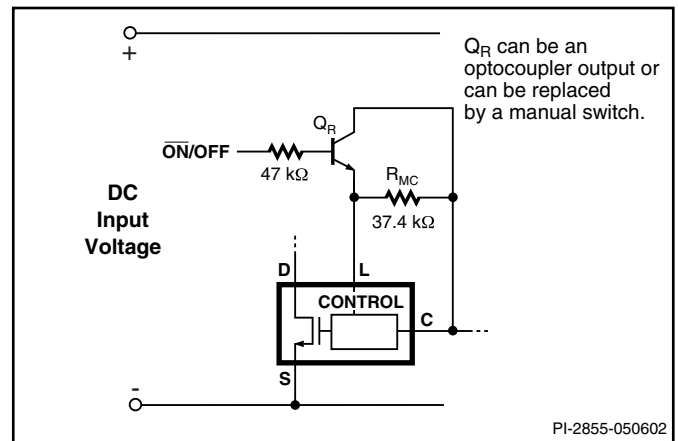 +
Q_R can be an
optocoupler output or
can be replaced
by a manual switch.
Q_R
O̅N̅/OFF
47 kΩ
R_MC
37.4 kΩ
DC
Input
Voltage
D
L
CONTROL
C
S
-
PI-2855-050602